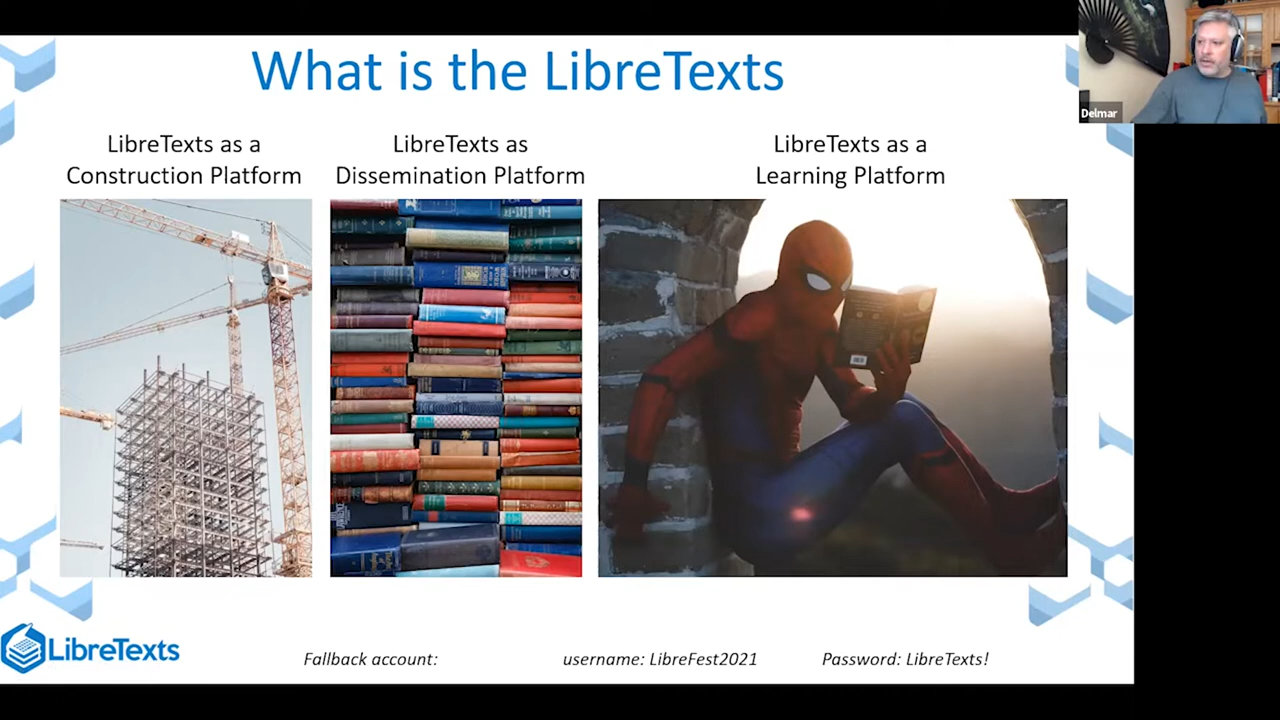 What is the LibreTexts
Delmar
LibreTexts as a
Construction Platform
LibreTexts as
Dissemination Platform
LibreTexts as a
Learning Platform
LibreTexts
Fallback account: username: LibreFest2021 Password: LibreTexts!